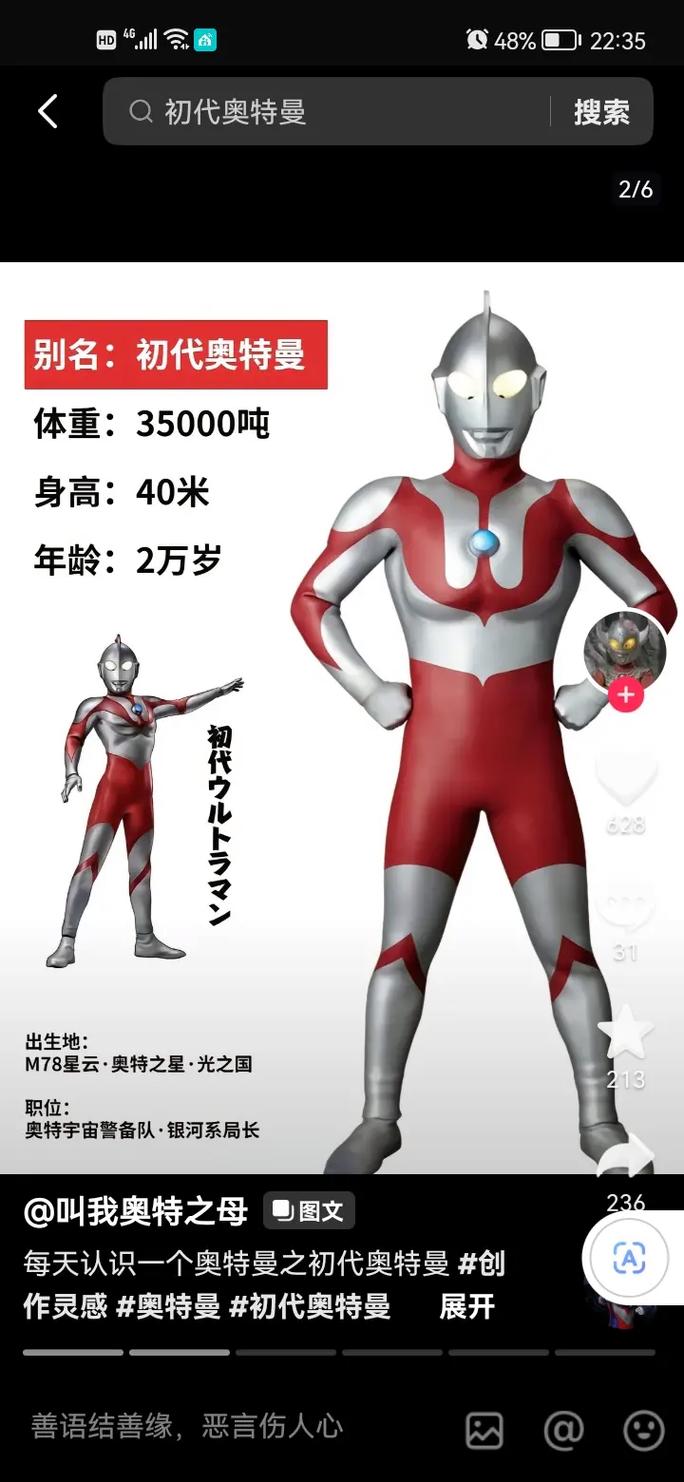 HD 4G 48% 22:35
初代奥特曼 搜索
2/6
别名：初代奥特曼
体重：35000吨
身高：40米
年龄：2万岁
初代ウルトラマン
628
31
213
出生地：
M78星云·奥特之星·光之国
职位：
奥特宇宙警备队·银河系局长
236
@叫我奥特之母 图文
每天认识一个奥特曼之初代奥特曼 #创
作灵感 #奥特曼 #初代奥特曼 展开
A
善语结善缘，恶言伤人心